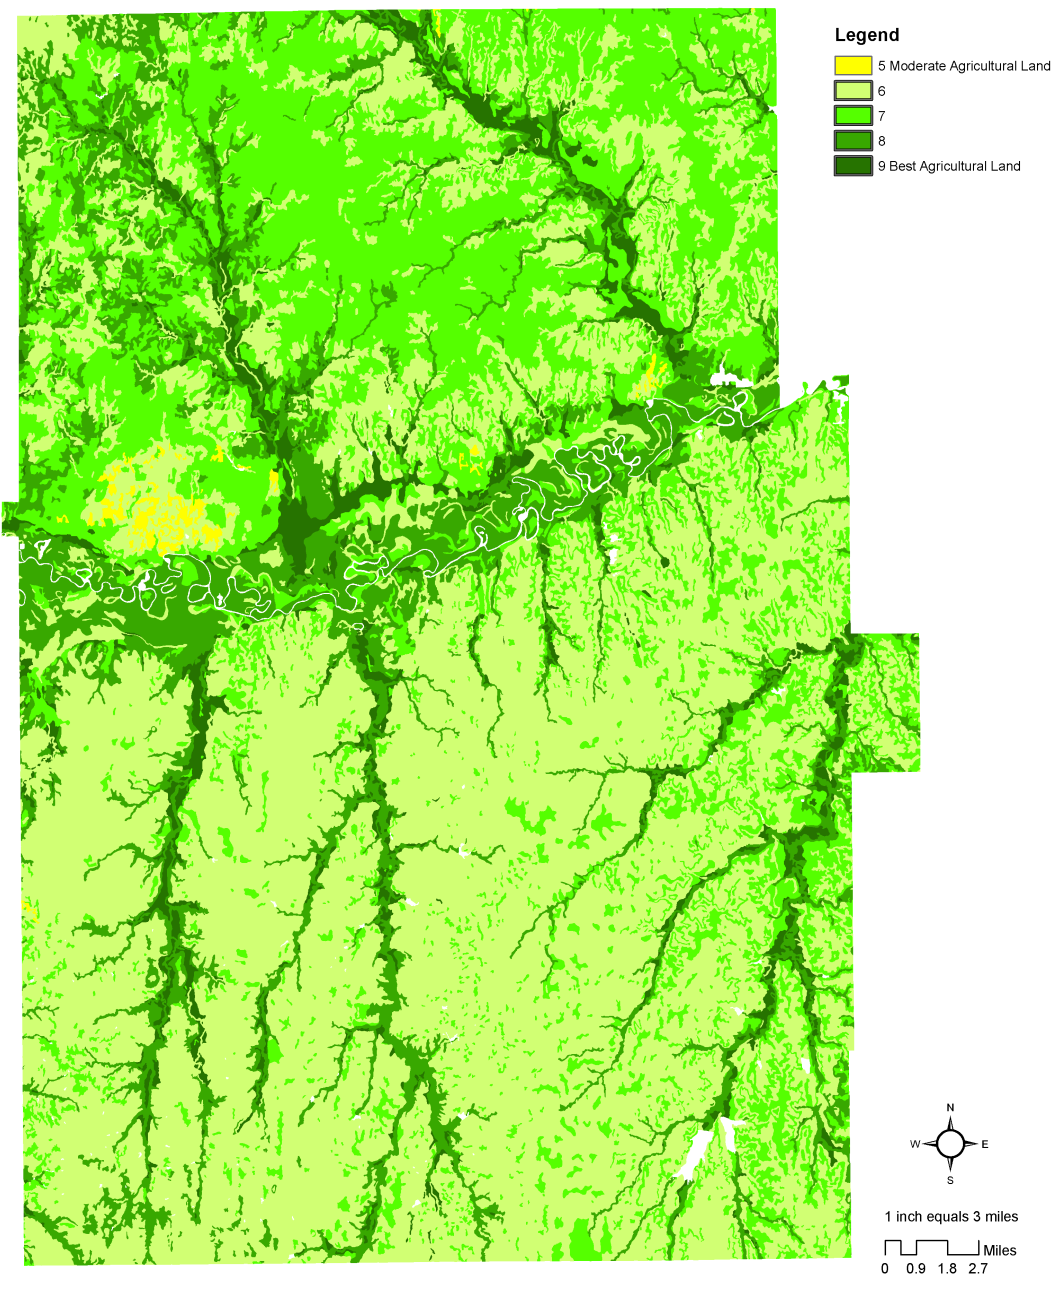 Legend
5 Moderate Agricultural Land
6
7
8
9 Best Agricultural Land
N
W E
S
1 inch equals 3 miles
Miles
0 0.9 1.8 2.7